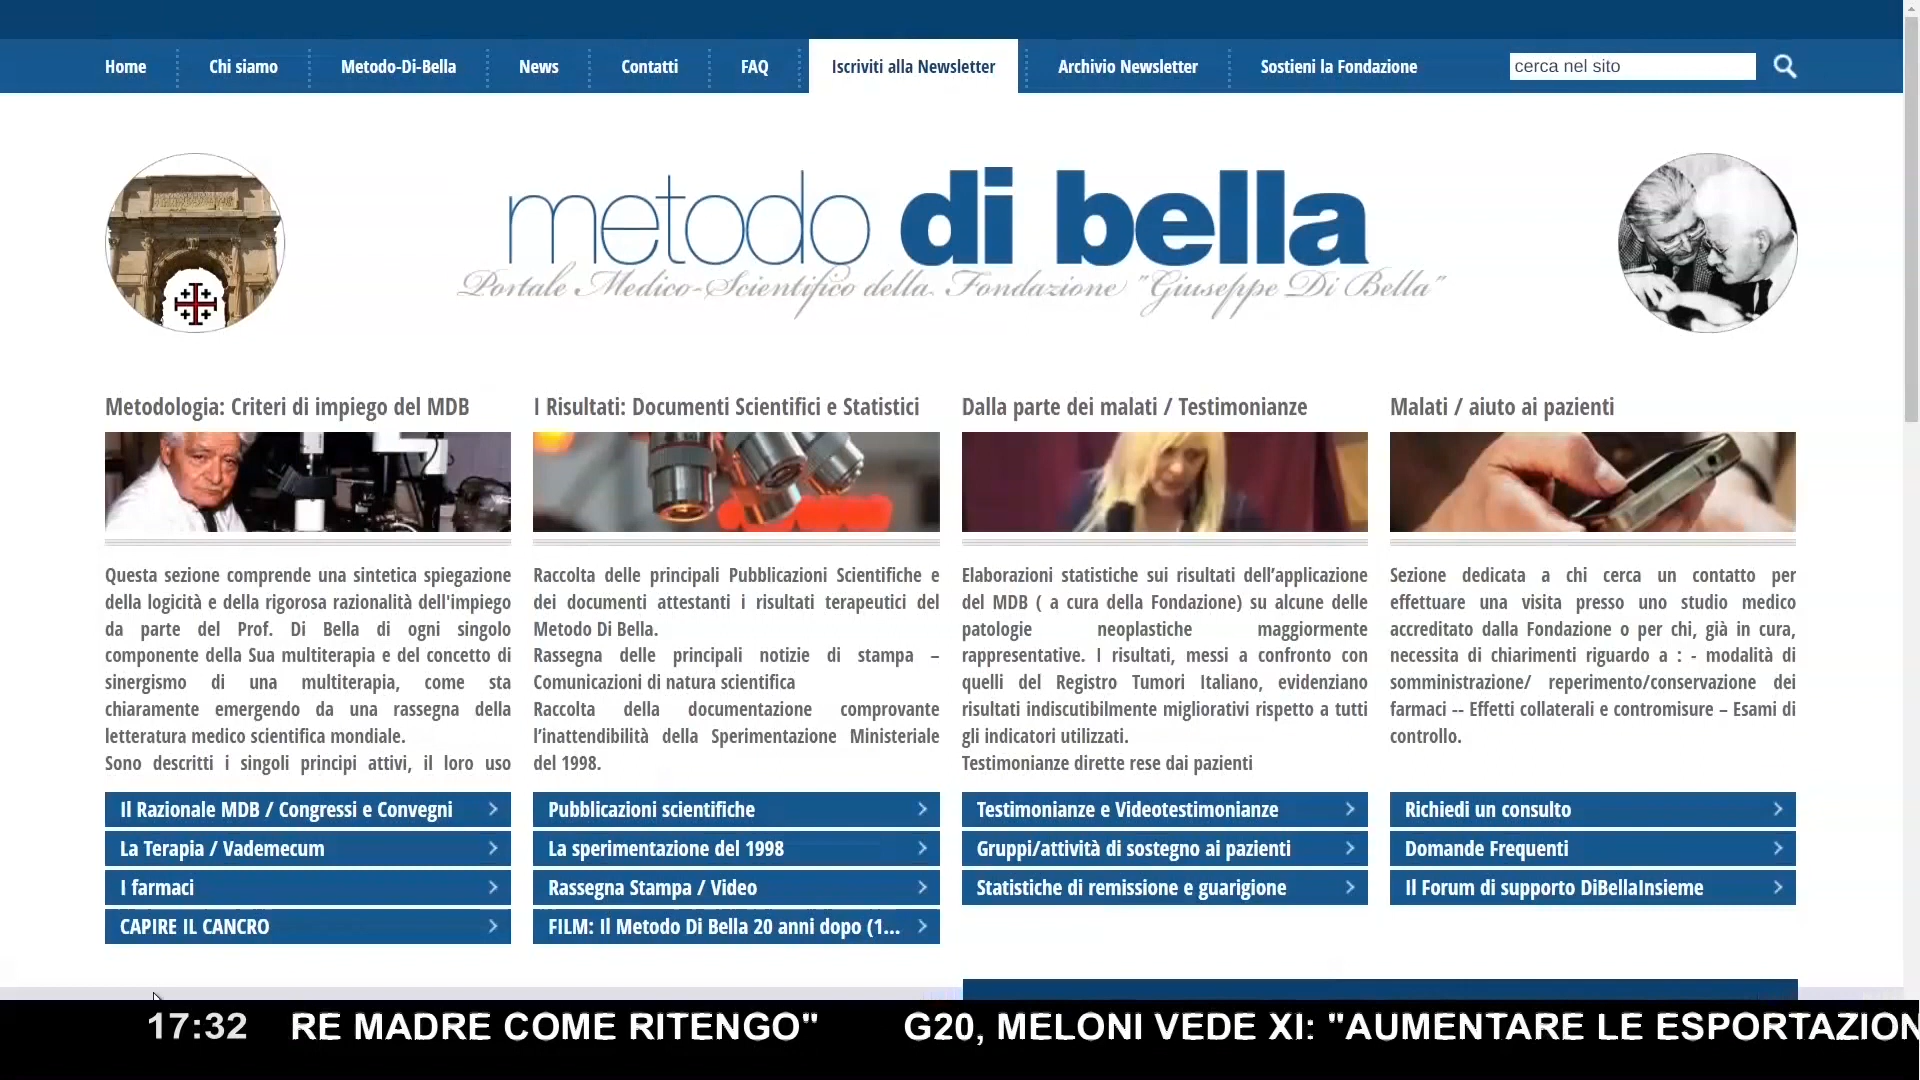 Home
Chi siamo
Metodo-Di-Bella
News
Contatti
FAQ
Iscriviti alla Newsletter
Archivio Newsletter
Sostieni la Fondazione
cerca nel sito
metodo di bella
Portale Medico-Scientifico della Fondazione "Giuseppe Di Bella"
Metodologia: Criteri di impiego del MDB
Questa sezione comprende una sintetica spiegazione
della logicità e della rigorosa razionalità dell'impiego
da parte del Prof. Di Bella di ogni singolo
componente della Sua multiterapia e del concetto di
sinergismo di una multiterapia, come sta
chiaramente emergendo da una rassegna della
letteratura medico scientifica mondiale.
Sono descritti i singoli principi attivi, il loro uso
Il Razionale MDB / Congressi e Convegni
La Terapia / Vademecum
I farmaci
CAPIRE IL CANCRO
I Risultati: Documenti Scientifici e Statistici
Raccolta delle principali Pubblicazioni Scientifiche e
dei documenti attestanti i risultati terapeutici del
Metodo Di Bella.
Rassegna delle principali notizie di stampa –
Comunicazioni di natura scientifica
Raccolta della documentazione comprovante
l’inattendibilità della Sperimentazione Ministeriale
del 1998.
Pubblicazioni scientifiche
La sperimentazione del 1998
Rassegna Stampa / Video
FILM: Il Metodo Di Bella 20 anni dopo (1...
Dalla parte dei malati / Testimonianze
Elaborazioni statistiche sui risultati dell’applicazione
del MDB ( a cura della Fondazione) su alcune delle
patologie neoplastiche maggiormente
rappresentative. I risultati, messi a confronto con
quelli del Registro Tumori Italiano, evidenziano
risultati indiscutibilmente migliorativi rispetto a tutti
gli indicatori utilizzati.
Testimonianze dirette rese dai pazienti
Testimonianze e Videotestimonianze
Gruppi/attività di sostegno ai pazienti
Statistiche di remissione e guarigione
Malati / aiuto ai pazienti
Sezione dedicata a chi cerca un contatto per
effettuare una visita presso uno studio medico
accreditato dalla Fondazione o per chi, già in cura,
necessita di chiarimenti riguardo a : - modalità di
somministrazione/ reperimento/conservazione dei
farmaci -- Effetti collaterali e contromisure – Esami di
controllo.
Richiedi un consulto
Domande Frequenti
Il Forum di supporto DiBellaInsieme
17:32 RE MADRE COME RITENGO" G20, MELONI VEDE XI: "AUMENTARE LE ESPORTAZION